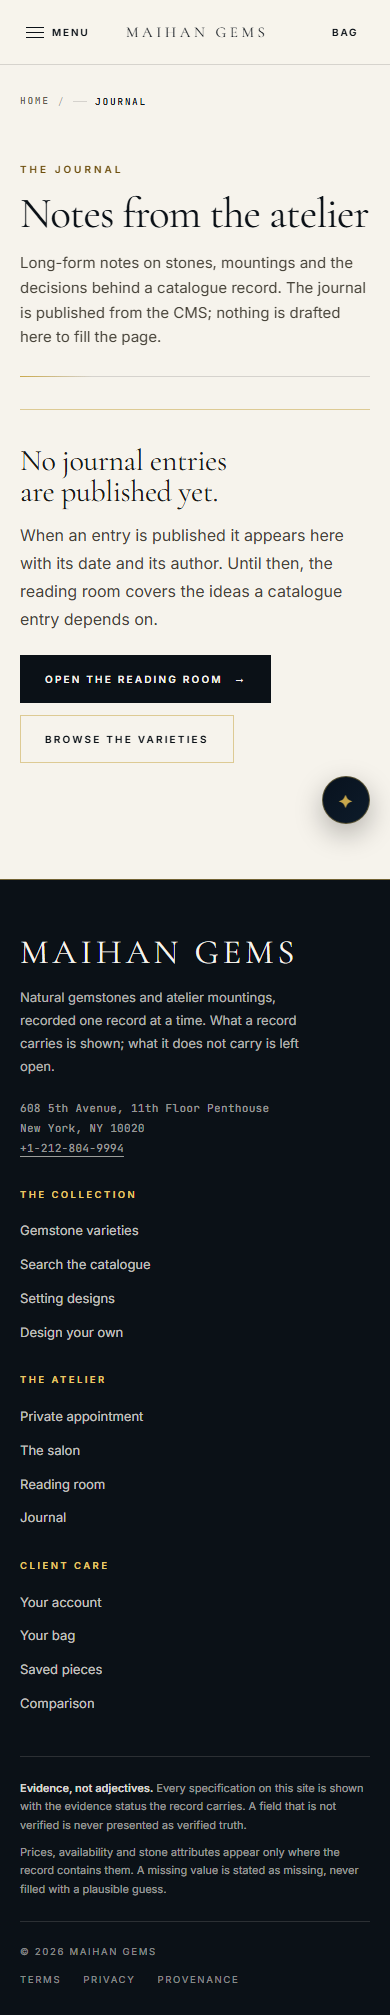 MENU
MAIHAN GEMS
BAG
HOME / — JOURNAL
THE JOURNAL
Notes from the atelier
Long-form notes on stones, mountings and the
decisions behind a catalogue record. The journal
is published from the CMS; nothing is drafted
here to fill the page.
No journal entries
are published yet.
When an entry is published it appears here
with its date and its author. Until then, the
reading room covers the ideas a catalogue
entry depends on.
OPEN THE READING ROOM →
BROWSE THE VARIETIES
MAIHAN GEMS
Natural gemstones and atelier mountings,
recorded one record at a time. What a record
carries is shown; what it does not carry is left
open.
608 5th Avenue, 11th Floor Penthouse
New York, NY 10020
+1-212-804-9994
THE COLLECTION
Gemstone varieties
Search the catalogue
Setting designs
Design your own
THE ATELIER
Private appointment
The salon
Reading room
Journal
CLIENT CARE
Your account
Your bag
Saved pieces
Comparison
Evidence, not adjectives. Every specification on this site is shown
with the evidence status the record carries. A field that is not
verified is never presented as verified truth.
Prices, availability and stone attributes appear only where the
record contains them. A missing value is stated as missing, never
filled with a plausible guess.
© 2026 MAIHAN GEMS
TERMS PRIVACY PROVENANCE